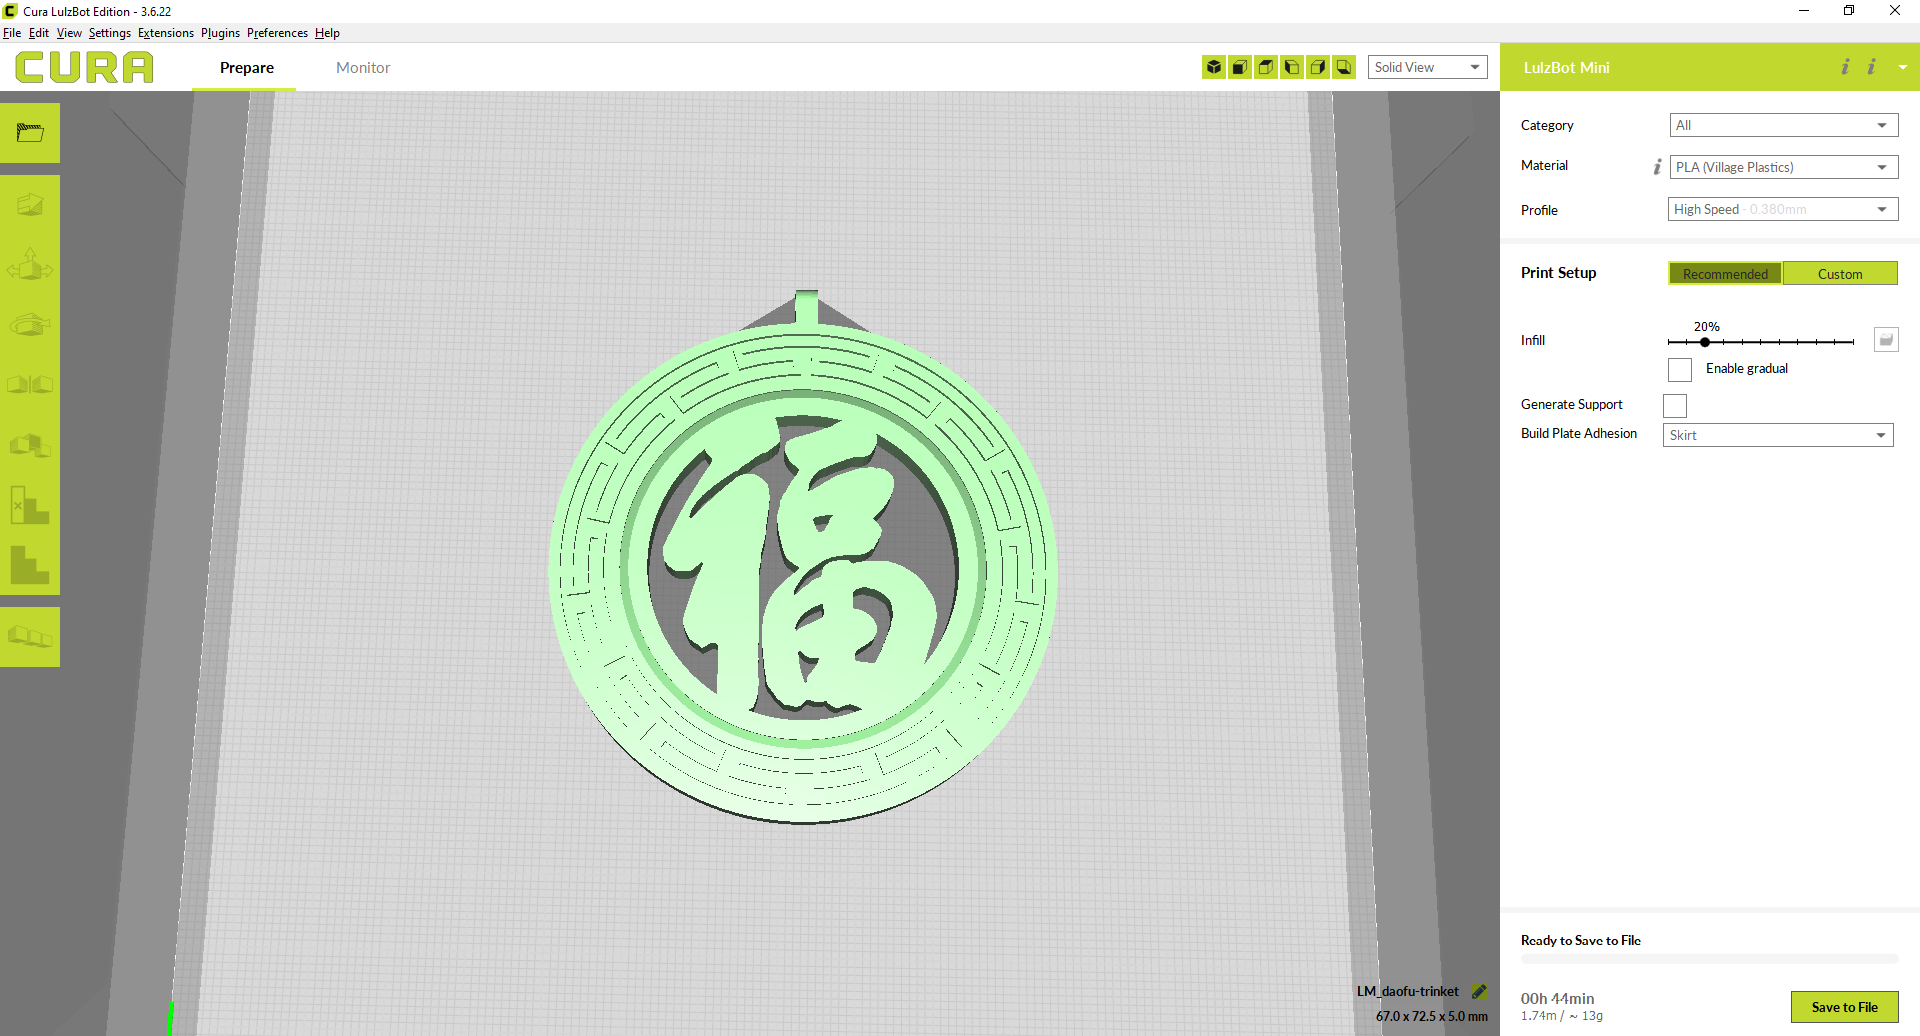 Cura LulzBot Edition - 3.6.22
File Edit View Settings Extensions Plugins Preferences Help
CURA
Prepare
Monitor
Solid View
LulzBot Mini
Category
All
Material
PLA (Village Plastics)
Profile
High Speed - 0.380mm
Print Setup
Recommended
Custom
20%
Infill
Enable gradual
Generate Support
Build Plate Adhesion
Skirt
福
LM_daofu-trinket
67.0 x 72.5 x 5.0 mm
Ready to Save to File
00h 44min
1.74m / ~ 13g
Save to File